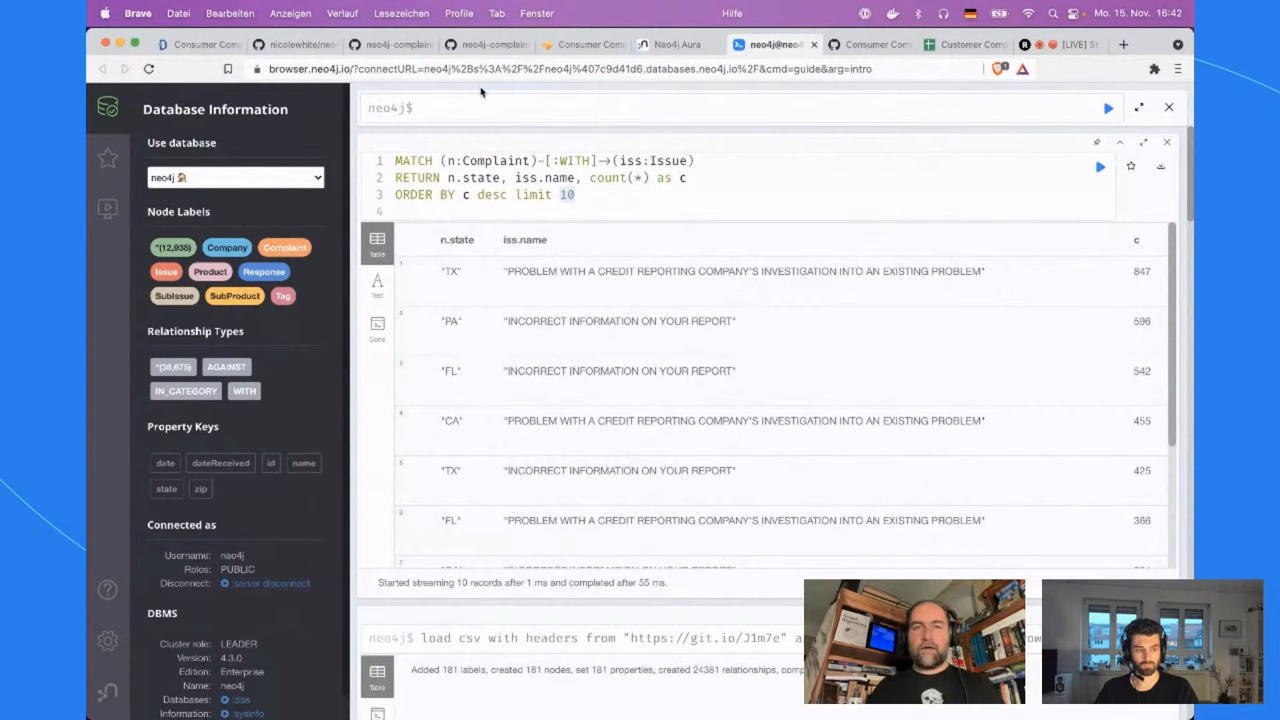 Brave Datei Bearbeiten Anzeigen Verlauf Lesezeichen Profile Tab Fenster Hilfe Mo. 15. Nov. 16:42
Consumer Com nicolewhite/neo neo4j-complain neo4j-complain Consumer Com Neo4j Aura neo4j@neo4 Consumer Com Customer Comp [LIVE] St
browser.neo4j.io/?connectURL=neo4j%2Bs%3A%2F%2Fneo4j%407c9d41d6.databases.neo4j.io%2F&cmd=guide&arg=intro
Database Information
Use database
neo4j
Node Labels
*(12,938) Company Complaint
Issue Product Response
SubIssue SubProduct Tag
Relationship Types
*(36,675) AGAINST
IN_CATEGORY WITH
Property Keys
date dateReceived id name
state zip
Connected as
Username: neo4j
Roles: PUBLIC
Disconnect: :server disconnect
DBMS
Cluster role: LEADER
Version: 4.3.0
Edition: Enterprise
Name: neo4j
Databases: :dbs
Information: :sysinfo
neo4j$
1 MATCH (n:Complaint)-[:WITH]->(iss:Issue)
2 RETURN n.state, iss.name, count(*) as c
3 ORDER BY c desc limit 10
4
Table
Text
Code
n.state iss.name c
1 "TX" "PROBLEM WITH A CREDIT REPORTING COMPANY'S INVESTIGATION INTO AN EXISTING PROBLEM" 847
2 "PA" "INCORRECT INFORMATION ON YOUR REPORT" 596
3 "FL" "INCORRECT INFORMATION ON YOUR REPORT" 542
4 "CA" "PROBLEM WITH A CREDIT REPORTING COMPANY'S INVESTIGATION INTO AN EXISTING PROBLEM" 455
5 "TX" "INCORRECT INFORMATION ON YOUR REPORT" 425
6 "FL" "PROBLEM WITH A CREDIT REPORTING COMPANY'S INVESTIGATION INTO AN EXISTING PROBLEM" 366
Started streaming 10 records after 1 ms and completed after 55 ms.
neo4j$ load csv with headers from "https://git.io/J1m7e" a
Table
Added 181 labels, created 181 nodes, set 181 properties, created 24381 relationships, comp